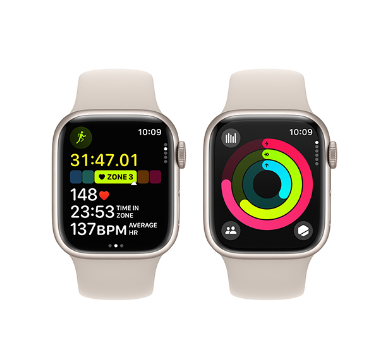 10:09
31:47.01
ZONE 3
148
23:53 TIME IN ZONE
137BPM AVERAGE HR
10:09